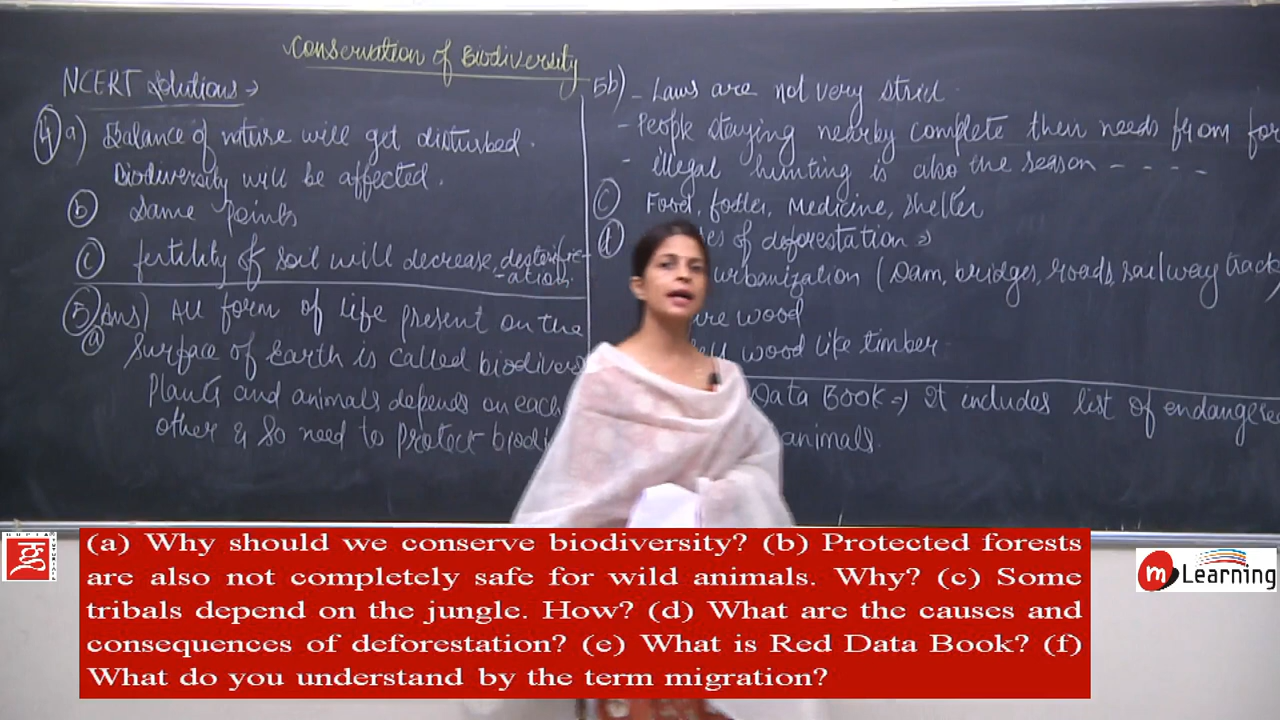 Conservation of Biodiversity
NCERT Solutions →
4 a) Balance of nature will get disturbed.
Biodiversity will be affected.
b Same points
c fertility of soil will decrease,
5 Ans) All form of life present on the
a Surface of Earth is called
Plants and animals depends on each
other & so need to protect
5b) - Laws are not very strict
- People staying nearby complete their needs from
- illegal hunting is also the reason - - - -
c Food, fodder, Medicine, Shelter
d of deforestation →
urbanization (Dam, bridges, roads, railway track
wood
wood like timber
Data Book → It includes list of
animals.
(a) Why should we conserve biodiversity? (b) Protected forests
are also not completely safe for wild animals. Why? (c) Some
tribals depend on the jungle. How? (d) What are the causes and
consequences of deforestation? (e) What is Red Data Book? (f)
What do you understand by the term migration?
GUPTA TUTORIALS
ग
m Learning